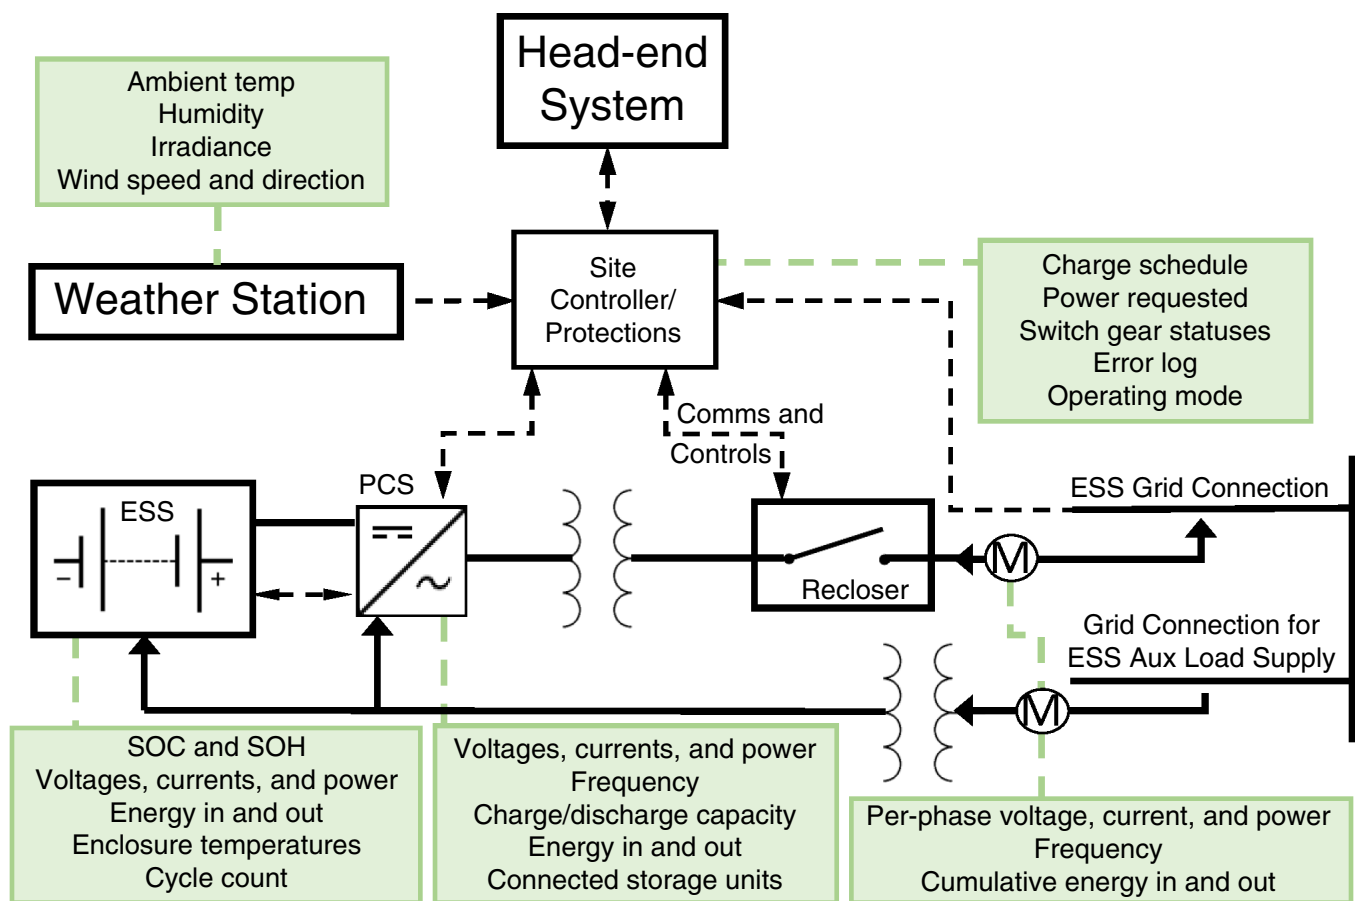 Head-end
System
Ambient temp
Humidity
Irradiance
Wind speed and direction
Weather Station
Site
Controller/
Protections
Charge schedule
Power requested
Switch gear statuses
Error log
Operating mode
Comms and
Controls
PCS
ESS
-
+
Recloser
M
ESS Grid Connection
Grid Connection for
ESS Aux Load Supply
M
SOC and SOH
Voltages, currents, and power
Energy in and out
Enclosure temperatures
Cycle count
Voltages, currents, and power
Frequency
Charge/discharge capacity
Energy in and out
Connected storage units
Per-phase voltage, current, and power
Frequency
Cumulative energy in and out